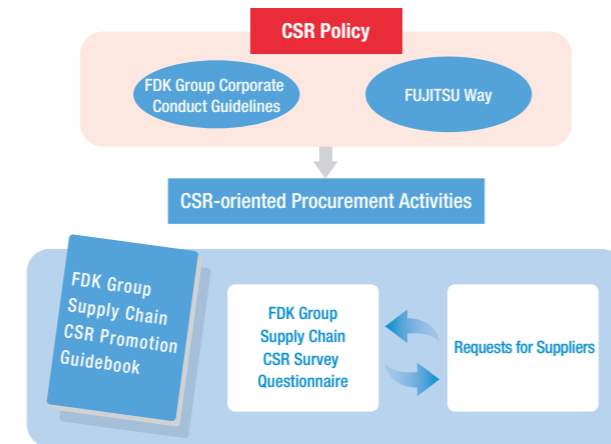 CSR Policy
FDK Group Corporate
Conduct Guidelines
FUJITSU Way
CSR-oriented Procurement Activities
FDK Group
Supply Chain
CSR Promotion
Guidebook
FDK Group
Supply Chain
CSR Survey
Questionnaire
Requests for Suppliers